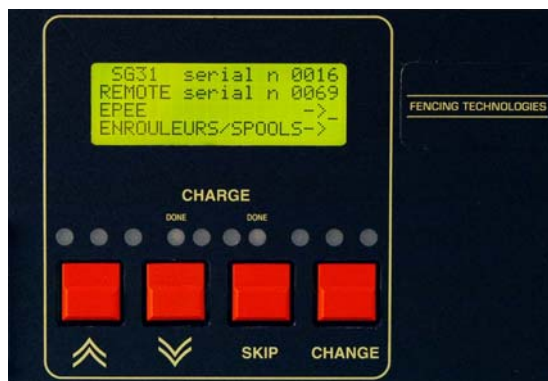 SG31 serial n 0016
REMOTE serial n 0069
EPEE ->_
ENROULEURS/SPOOLS->
FENCING TECHNOLOGIES
CHARGE
DONE DONE
SKIP CHANGE